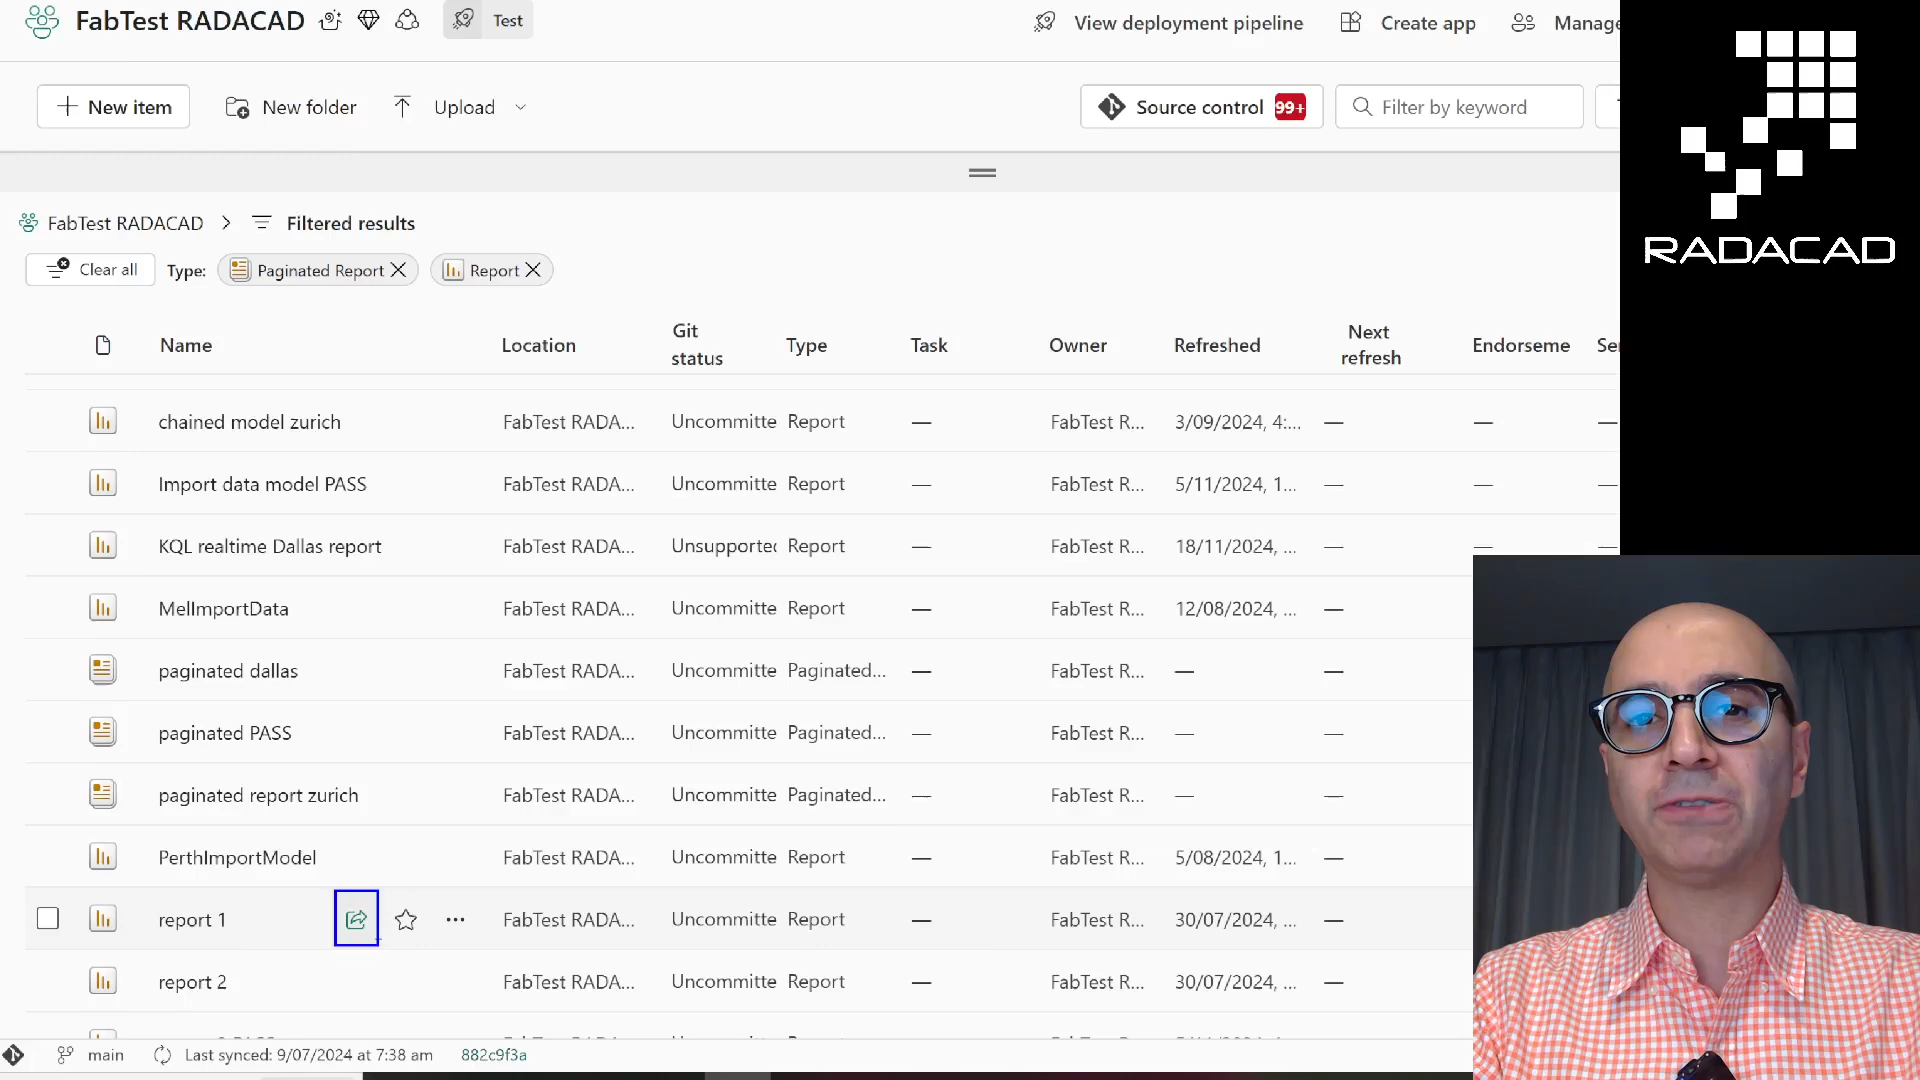 FabTest RADACAD Test View deployment pipeline Create app Manage
New item New folder Upload Source control 99+ Filter by keyword
RADACAD
FabTest RADACAD > Filtered results
Clear all Type: Paginated Report Report
Name Location Git status Type Task Owner Refreshed Next refresh Endorseme Se
chained model zurich FabTest RADA... Uncommitte Report — FabTest R... 3/09/2024, 4:... — — —
Import data model PASS FabTest RADA... Uncommitte Report — FabTest R... 5/11/2024, 1... — — —
KQL realtime Dallas report FabTest RADA... Unsupported Report — FabTest R... 18/11/2024, ... — — —
MelImportData FabTest RADA... Uncommitte Report — FabTest R... 12/08/2024, ... —
paginated dallas FabTest RADA... Uncommitte Paginated... — FabTest R... — —
paginated PASS FabTest RADA... Uncommitte Paginated... — FabTest R... — —
paginated report zurich FabTest RADA... Uncommitte Paginated... — FabTest R... — —
PerthImportModel FabTest RADA... Uncommitte Report — FabTest R... 5/08/2024, 1... —
report 1 ... FabTest RADA... Uncommitte Report — FabTest R... 30/07/2024, ... —
report 2 FabTest RADA... Uncommitte Report — FabTest R... 30/07/2024, ... —
main Last synced: 9/07/2024 at 7:38 am 882c9f3a